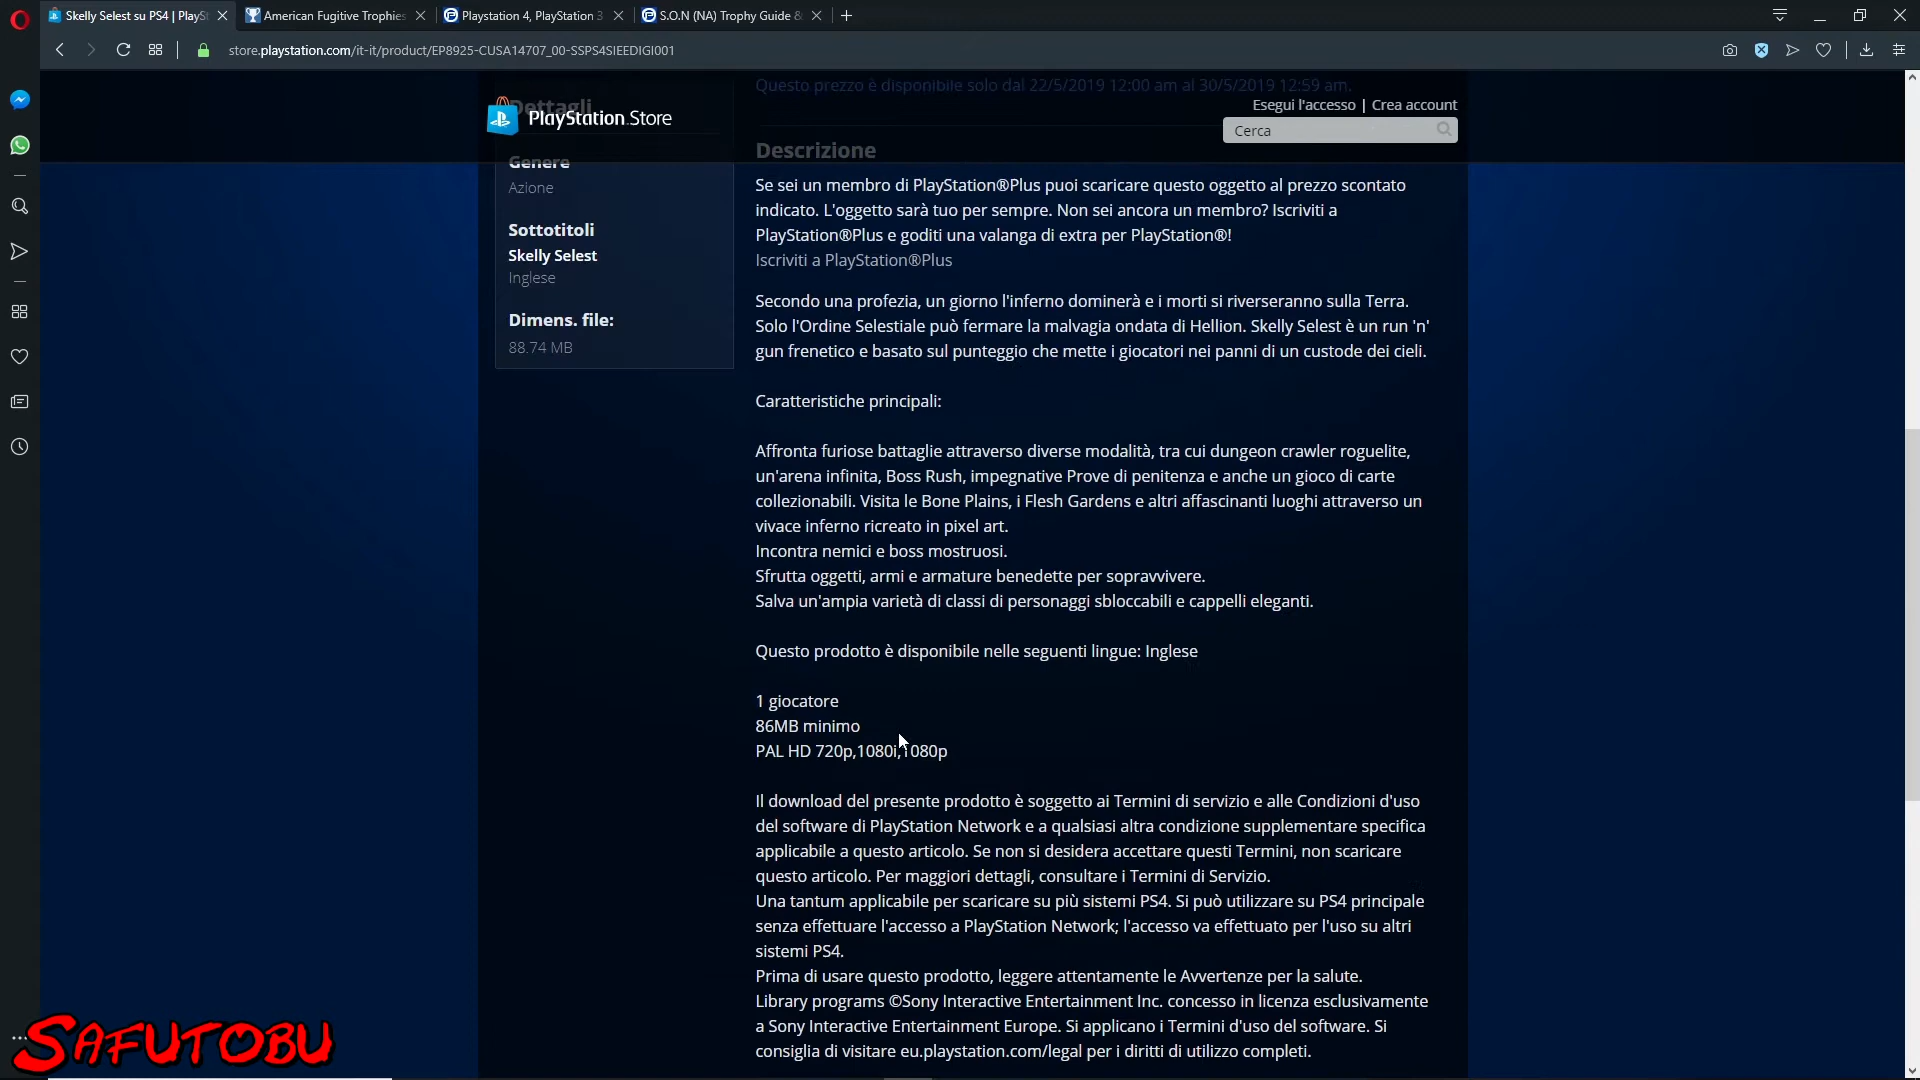 Skelly Selest su PS4 | PlaySt
American Fugitive Trophies
Playstation 4, PlayStation 3
S.O.N (NA) Trophy Guide &
store.playstation.com/it-it/product/EP8925-CUSA14707_00-SSPS4SIEEDIGI001
Questo prezzo è disponibile solo dal 22/5/2019 12:00 am al 30/5/2019 12:59 am.
Dettagli
PlayStation Store
Esegui l'accesso | Crea account
Cerca
Genere
Azione
Sottotitoli
Skelly Selest
Inglese
Dimens. file:
88.74 MB
Descrizione
Se sei un membro di PlayStation®Plus puoi scaricare questo oggetto al prezzo scontato
indicato. L'oggetto sarà tuo per sempre. Non sei ancora un membro? Iscriviti a
PlayStation®Plus e goditi una valanga di extra per PlayStation®!
Iscriviti a PlayStation®Plus
Secondo una profezia, un giorno l'inferno dominerà e i morti si riverseranno sulla Terra.
Solo l'Ordine Selestiale può fermare la malvagia ondata di Hellion. Skelly Selest è un run 'n'
gun frenetico e basato sul punteggio che mette i giocatori nei panni di un custode dei cieli.
Caratteristiche principali:
Affronta furiose battaglie attraverso diverse modalità, tra cui dungeon crawler roguelite,
un'arena infinita, Boss Rush, impegnative Prove di penitenza e anche un gioco di carte
collezionabili. Visita le Bone Plains, i Flesh Gardens e altri affascinanti luoghi attraverso un
vivace inferno ricreato in pixel art.
Incontra nemici e boss mostruosi.
Sfrutta oggetti, armi e armature benedette per sopravvivere.
Salva un'ampia varietà di classi di personaggi sbloccabili e cappelli eleganti.
Questo prodotto è disponibile nelle seguenti lingue: Inglese
1 giocatore
86MB minimo
PAL HD 720p,1080i,1080p
Il download del presente prodotto è soggetto ai Termini di servizio e alle Condizioni d'uso
del software di PlayStation Network e a qualsiasi altra condizione supplementare specifica
applicabile a questo articolo. Se non si desidera accettare questi Termini, non scaricare
questo articolo. Per maggiori dettagli, consultare i Termini di Servizio.
Una tantum applicabile per scaricare su più sistemi PS4. Si può utilizzare su PS4 principale
senza effettuare l'accesso a PlayStation Network; l'accesso va effettuato per l'uso su altri
sistemi PS4.
Prima di usare questo prodotto, leggere attentamente le Avvertenze per la salute.
Library programs ©Sony Interactive Entertainment Inc. concesso in licenza esclusivamente
a Sony Interactive Entertainment Europe. Si applicano i Termini d'uso del software. Si
consiglia di visitare eu.playstation.com/legal per i diritti di utilizzo completi.
SAFUTOBU